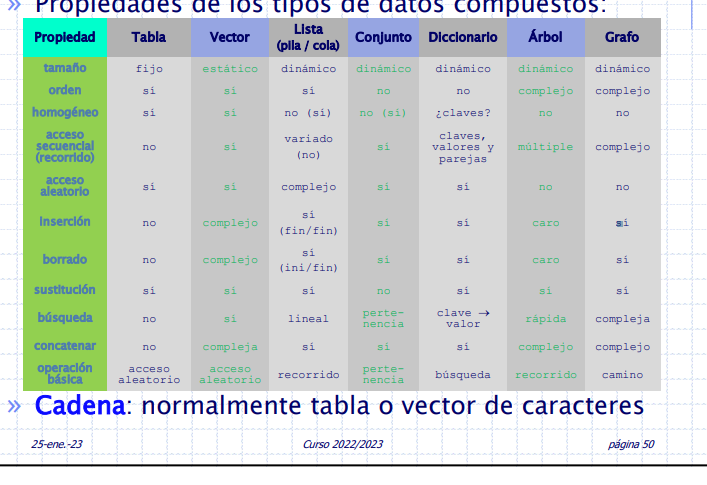 » Propiedades de los tipos de datos compuestos:
Propiedad Tabla Vector Lista (pila / cola) Conjunto Diccionario Árbol Grafo
tamaño fijo estático dinámico dinámico dinámico dinámico dinámico
orden sí sí sí no no complejo complejo
homogéneo sí sí no (sí) no (sí) ¿claves? no no
acceso secuencial (recorrido) no sí variado (no) sí claves, valores y parejas múltiple complejo
acceso aleatorio sí sí complejo sí sí no no
inserción no complejo sí (fin/fin) sí sí caro sí
borrado no complejo sí (ini/fin) sí sí caro sí
sustitución sí sí sí no sí sí sí
búsqueda no sí lineal perte-nencia clave → valor rápida compleja
concatenar no compleja sí sí sí complejo complejo
operación básica acceso aleatorio acceso aleatorio recorrido perte-nencia búsqueda recorrido camino
» Cadena: normalmente tabla o vector de caracteres
25-ene.-23 Curso 2022/2023 página 50